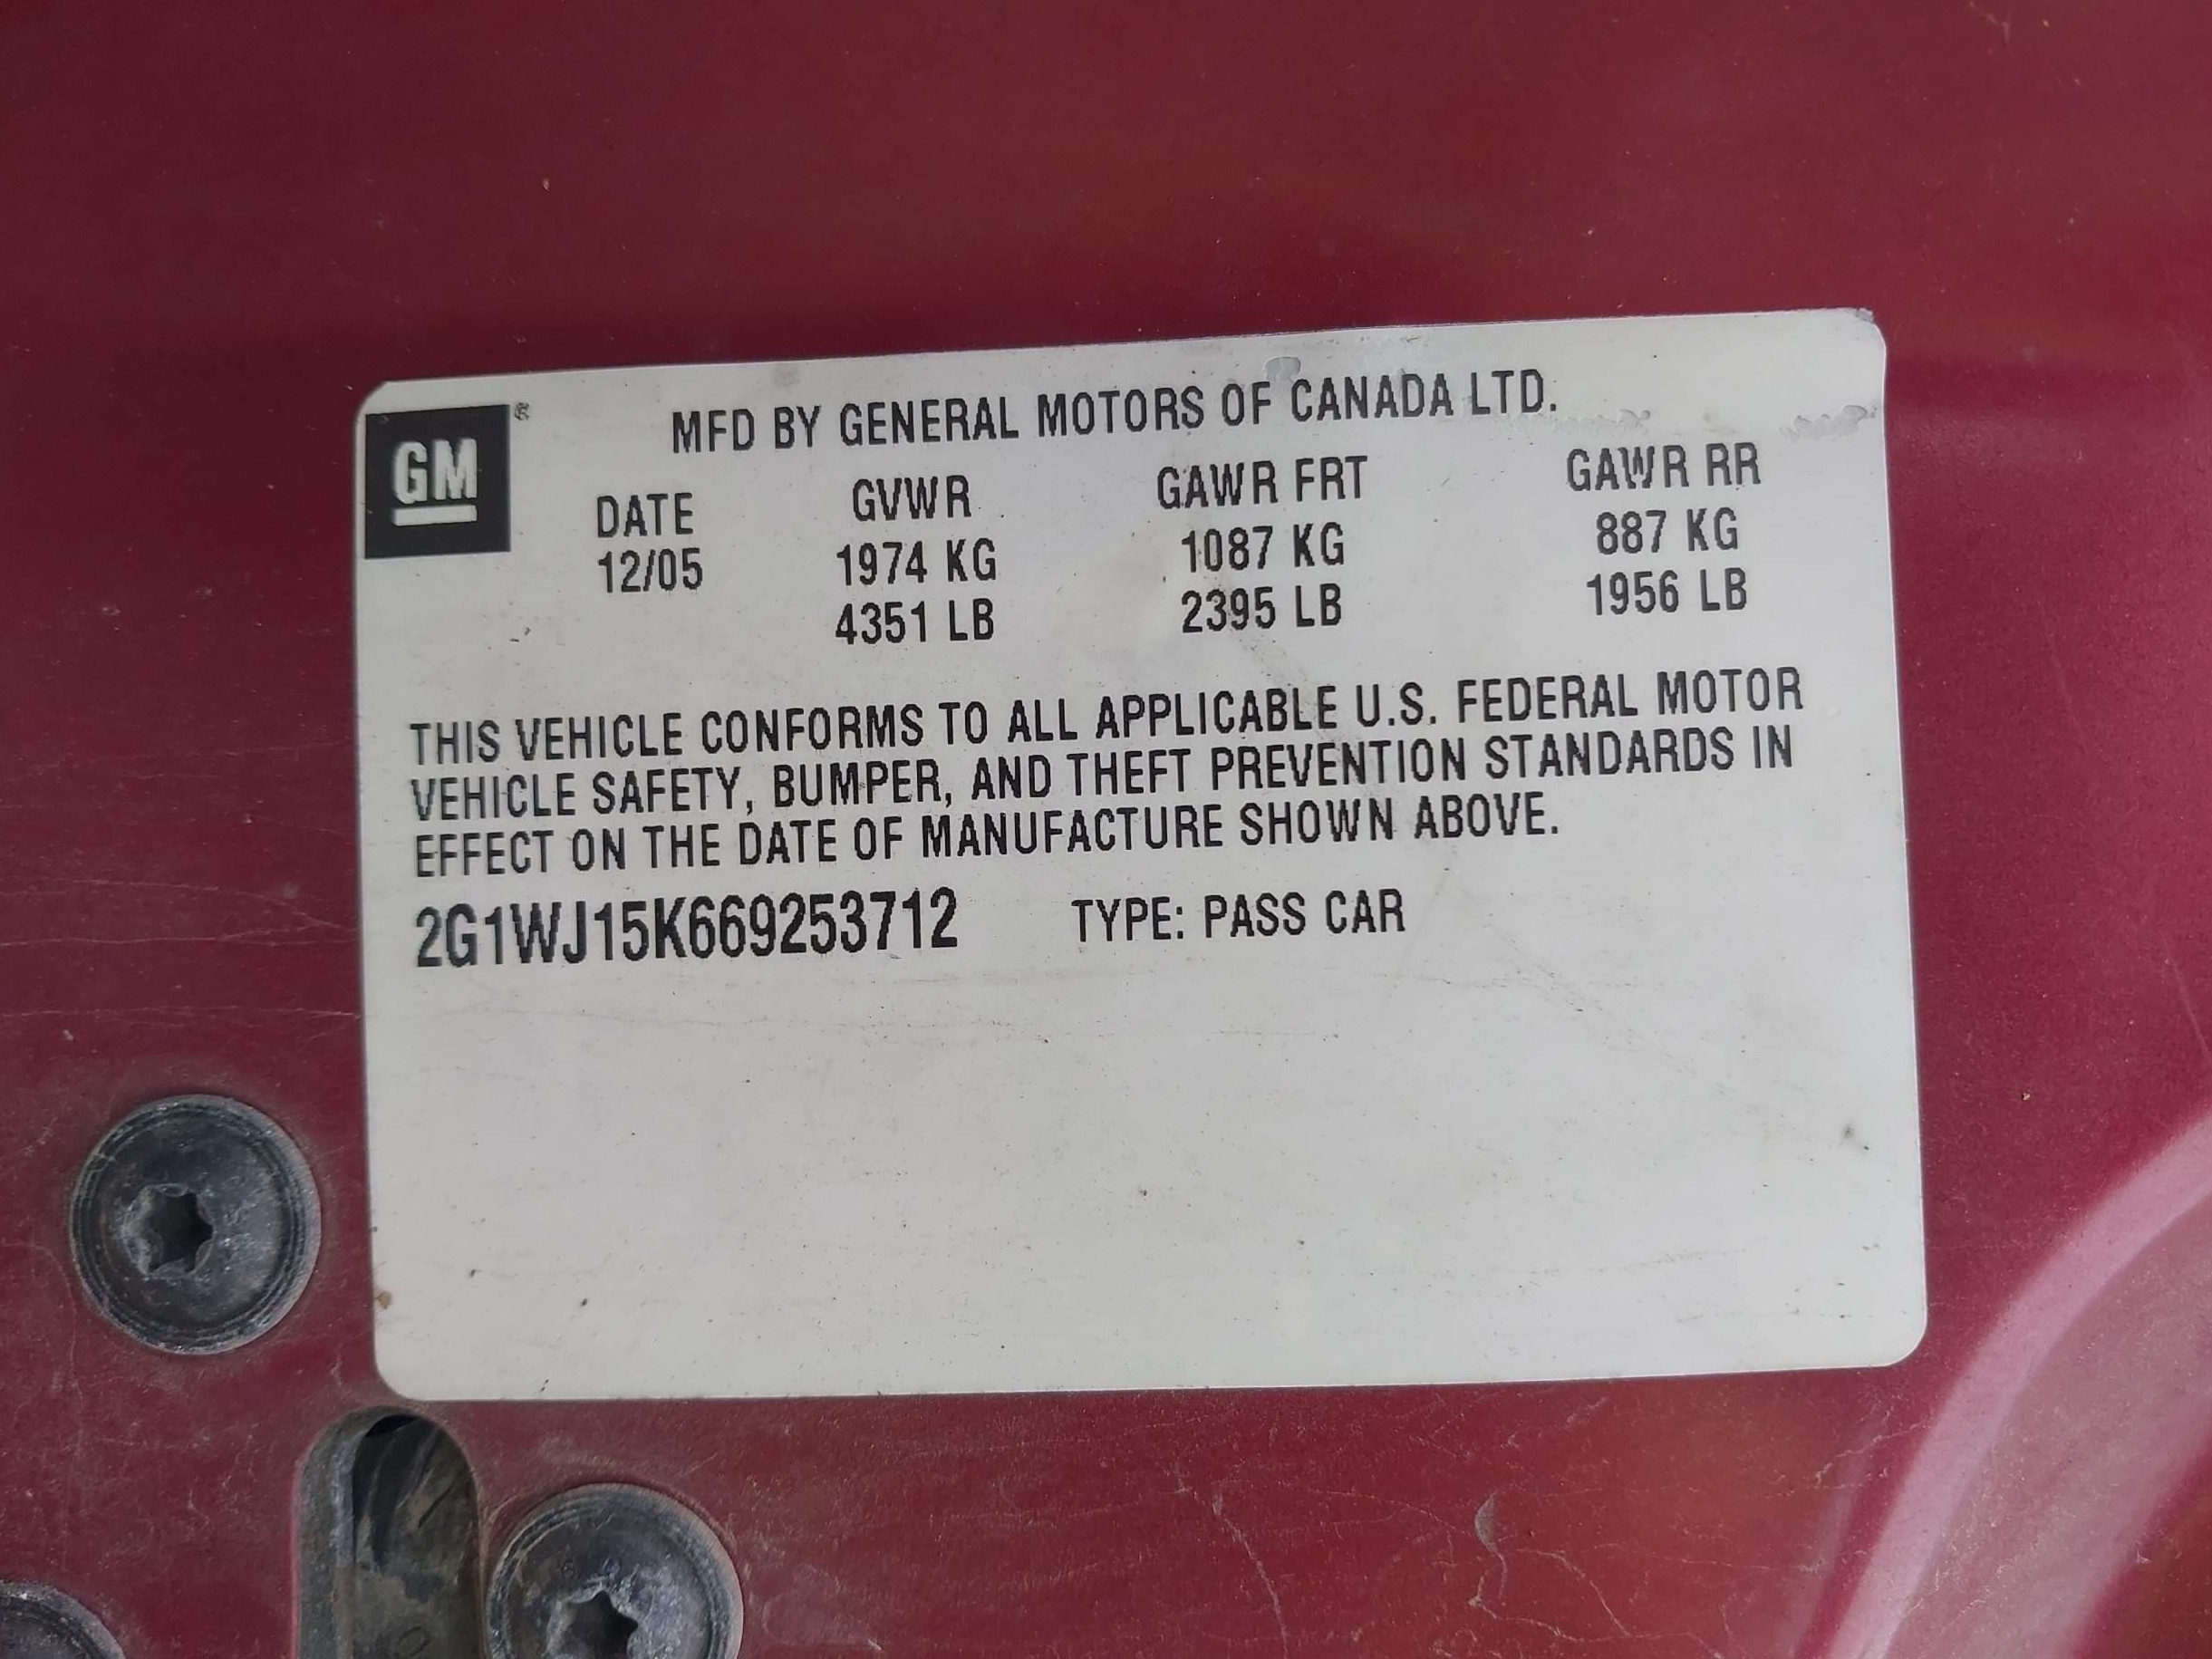 GM ®
MFD BY GENERAL MOTORS OF CANADA LTD.
DATE GVWR GAWR FRT GAWR RR
12/05 1974 KG 1087 KG 887 KG
4351 LB 2395 LB 1956 LB
THIS VEHICLE CONFORMS TO ALL APPLICABLE U.S. FEDERAL MOTOR
VEHICLE SAFETY, BUMPER, AND THEFT PREVENTION STANDARDS IN
EFFECT ON THE DATE OF MANUFACTURE SHOWN ABOVE.
2G1WJ15K669253712 TYPE: PASS CAR